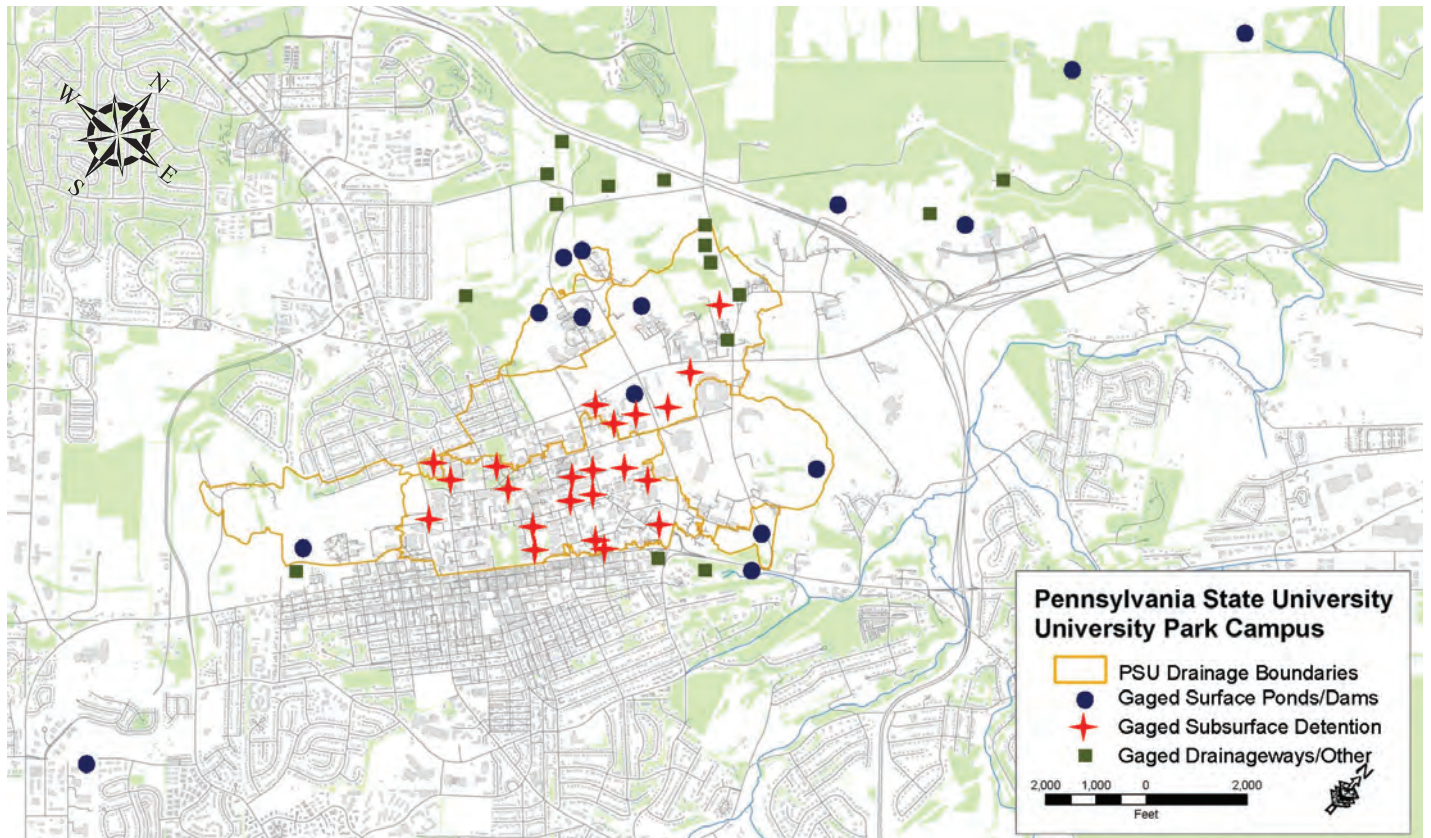 N
W
E
S
Pennsylvania State University
University Park Campus
PSU Drainage Boundaries
Gaged Surface Ponds/Dams
Gaged Subsurface Detention
Gaged Drainageways/Other
2,000 1,000 0 2,000
Feet
N